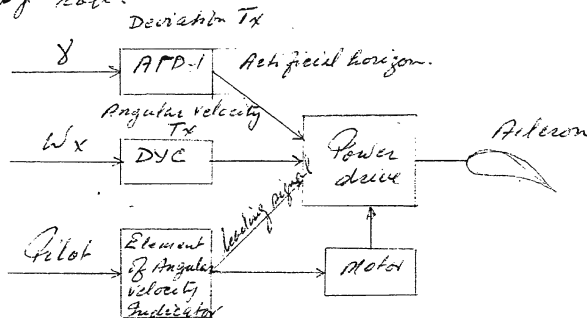 of roll.
Deviation Tx
γ
AГD-1
Artificial horizon.
Angular velocity
Tx
ωx
DYC
Power
drive
Aileron
leading signal
Pilot
Element
of Angular
velocity
Indicator
Motor